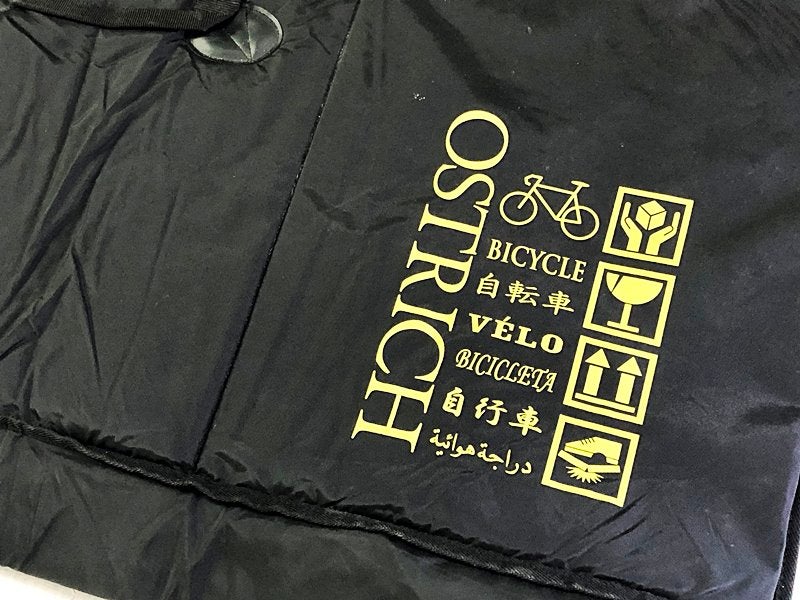 OSTRICH
BICYCLE
自転車
VÉLO
BICICLETA
自行車
دراجة هوائية